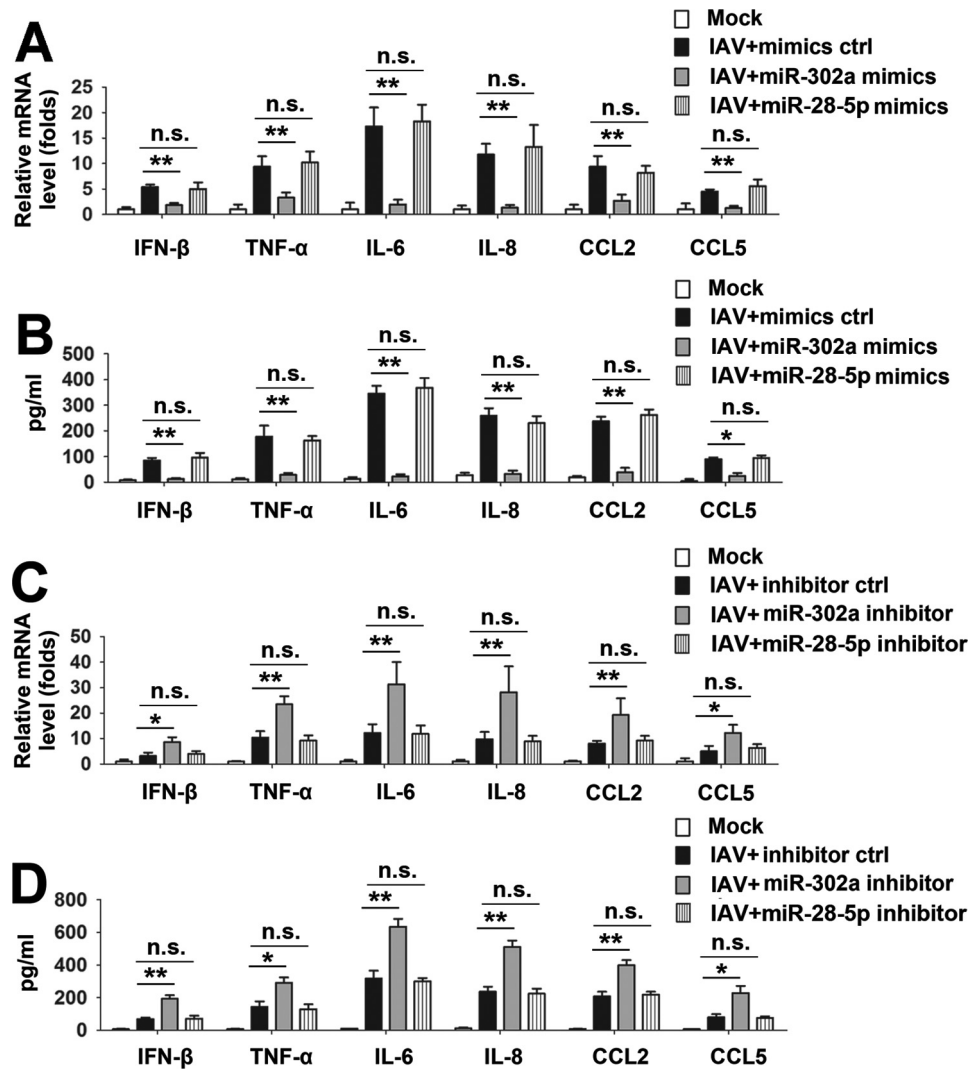 A
Mock
IAV+mimics ctrl
IAV+miR-302a mimics
IAV+miR-28-5p mimics
Relative mRNA
level (folds)
25
20
15
10
5
0
n.s.
**
n.s.
**
n.s.
**
n.s.
**
n.s.
**
n.s.
**
IFN-β TNF-α IL-6 IL-8 CCL2 CCL5
B
Mock
IAV+mimics ctrl
IAV+miR-302a mimics
IAV+miR-28-5p mimics
pg/ml
500
400
300
200
100
0
n.s.
**
n.s.
**
n.s.
**
n.s.
**
n.s.
**
n.s.
*
IFN-β TNF-α IL-6 IL-8 CCL2 CCL5
C
Mock
IAV+inhibitor ctrl
IAV+miR-302a inhibitor
IAV+miR-28-5p inhibitor
Relative mRNA
level (folds)
50
40
30
20
10
0
n.s.
*
n.s.
**
n.s.
**
n.s.
**
n.s.
**
n.s.
*
IFN-β TNF-α IL-6 IL-8 CCL2 CCL5
D
Mock
IAV+inhibitor ctrl
IAV+miR-302a inhibitor
IAV+miR-28-5p inhibitor
pg/ml
800
600
400
200
0
n.s.
**
n.s.
*
n.s.
**
n.s.
**
n.s.
**
n.s.
*
IFN-β TNF-α IL-6 IL-8 CCL2 CCL5